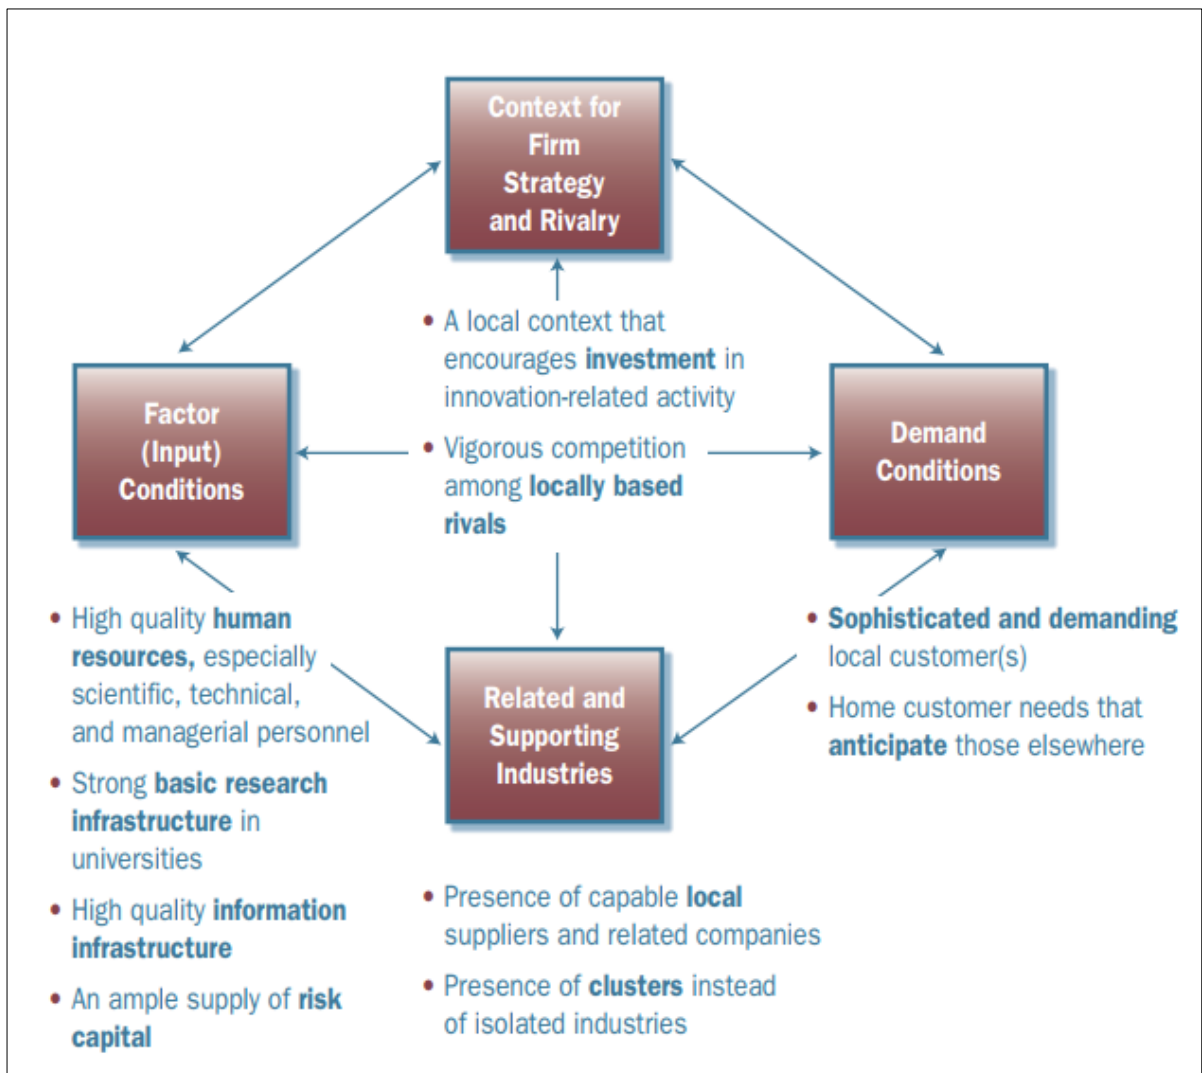 Context for
Firm
Strategy
and Rivalry
• A local context that
encourages investment in
innovation-related activity
• Vigorous competition
among locally based
rivals
Factor
(Input)
Conditions
Demand
Conditions
• High quality human
resources, especially
scientific, technical,
and managerial personnel
• Strong basic research
infrastructure in
universities
• High quality information
infrastructure
• An ample supply of risk
capital
Related and
Supporting
Industries
• Presence of capable local
suppliers and related companies
• Presence of clusters instead
of isolated industries
• Sophisticated and demanding
local customer(s)
• Home customer needs that
anticipate those elsewhere